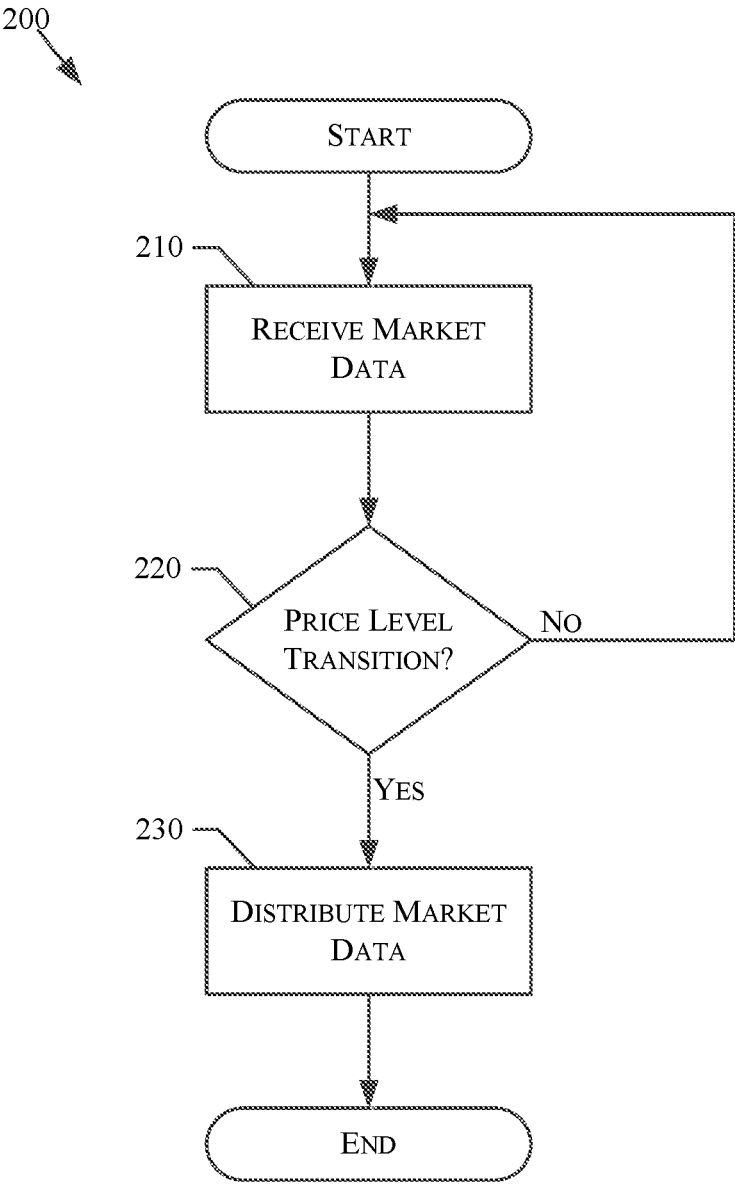 200
START
210
RECEIVE MARKET
DATA
220
PRICE LEVEL
TRANSITION?
NO
YES
230
DISTRIBUTE MARKET
DATA
END